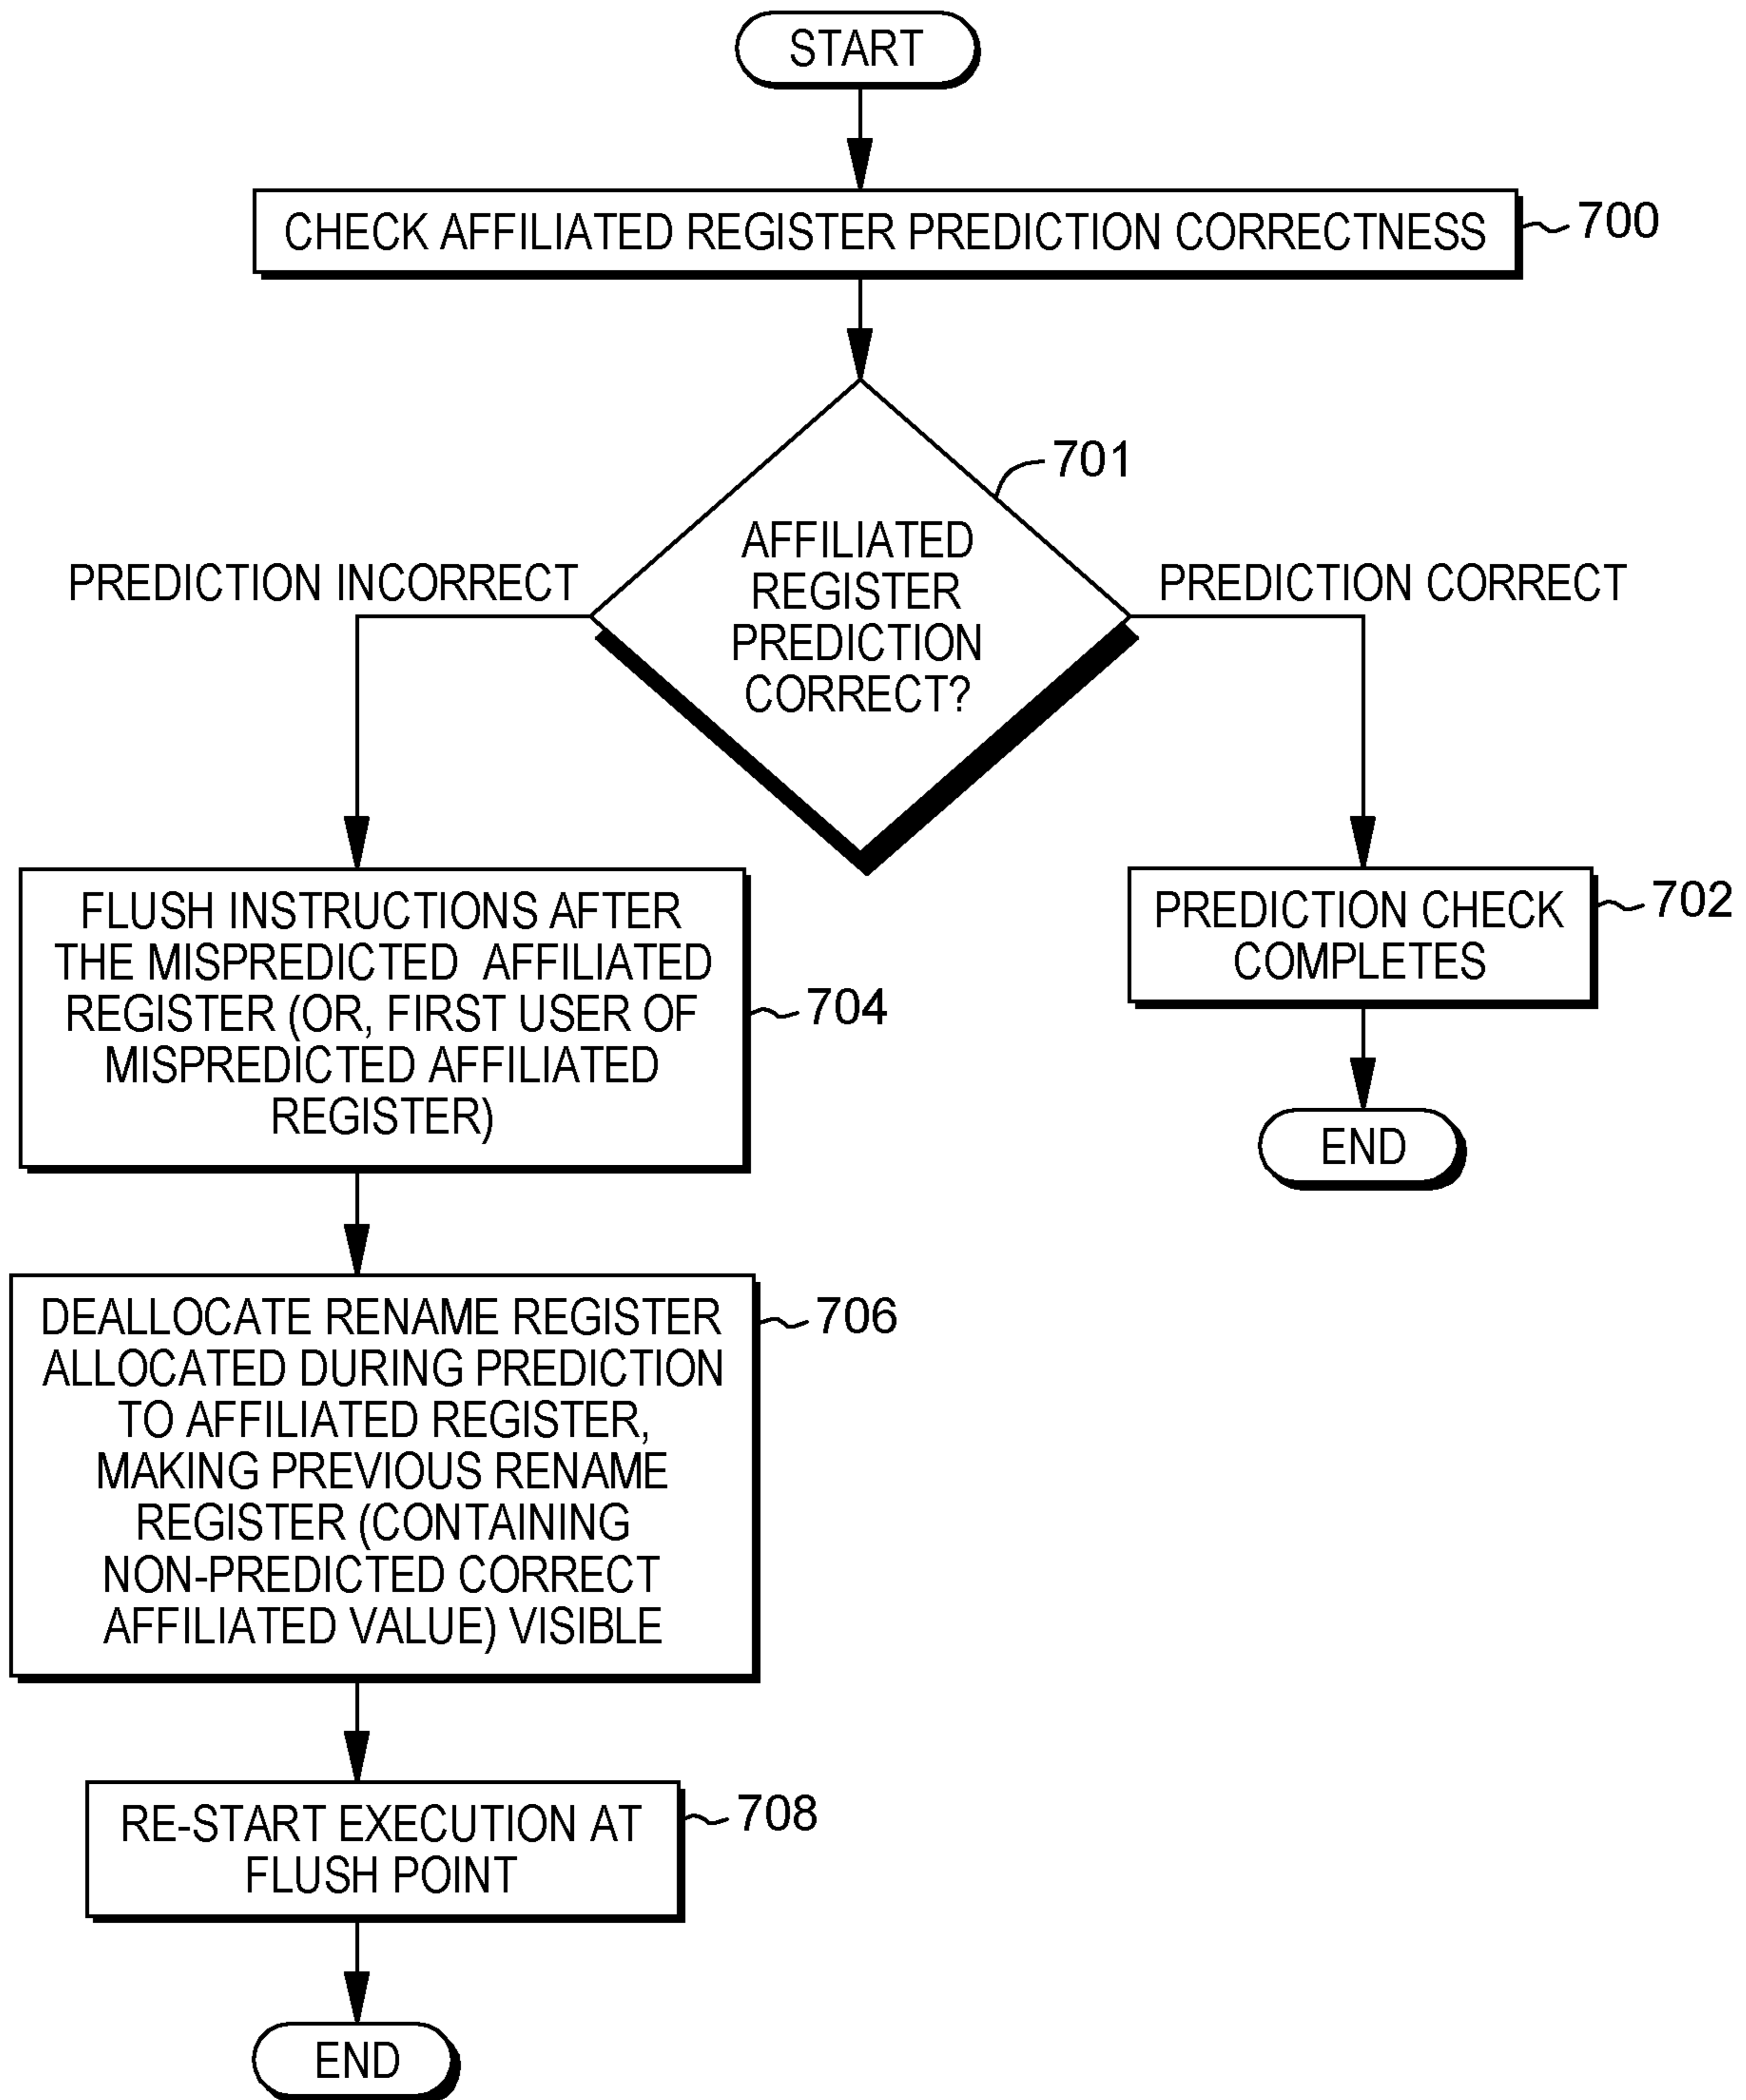 START
CHECK AFFILIATED REGISTER PREDICTION CORRECTNESS
700
701
AFFILIATED
REGISTER
PREDICTION
CORRECT?
PREDICTION INCORRECT
PREDICTION CORRECT
FLUSH INSTRUCTIONS AFTER
THE MISPREDICTED AFFILIATED
REGISTER (OR, FIRST USER OF
MISPREDICTED AFFILIATED
REGISTER)
704
PREDICTION CHECK
COMPLETES
702
END
DEALLOCATE RENAME REGISTER
ALLOCATED DURING PREDICTION
TO AFFILIATED REGISTER,
MAKING PREVIOUS RENAME
REGISTER (CONTAINING
NON-PREDICTED CORRECT
AFFILIATED VALUE) VISIBLE
706
RE-START EXECUTION AT
FLUSH POINT
708
END